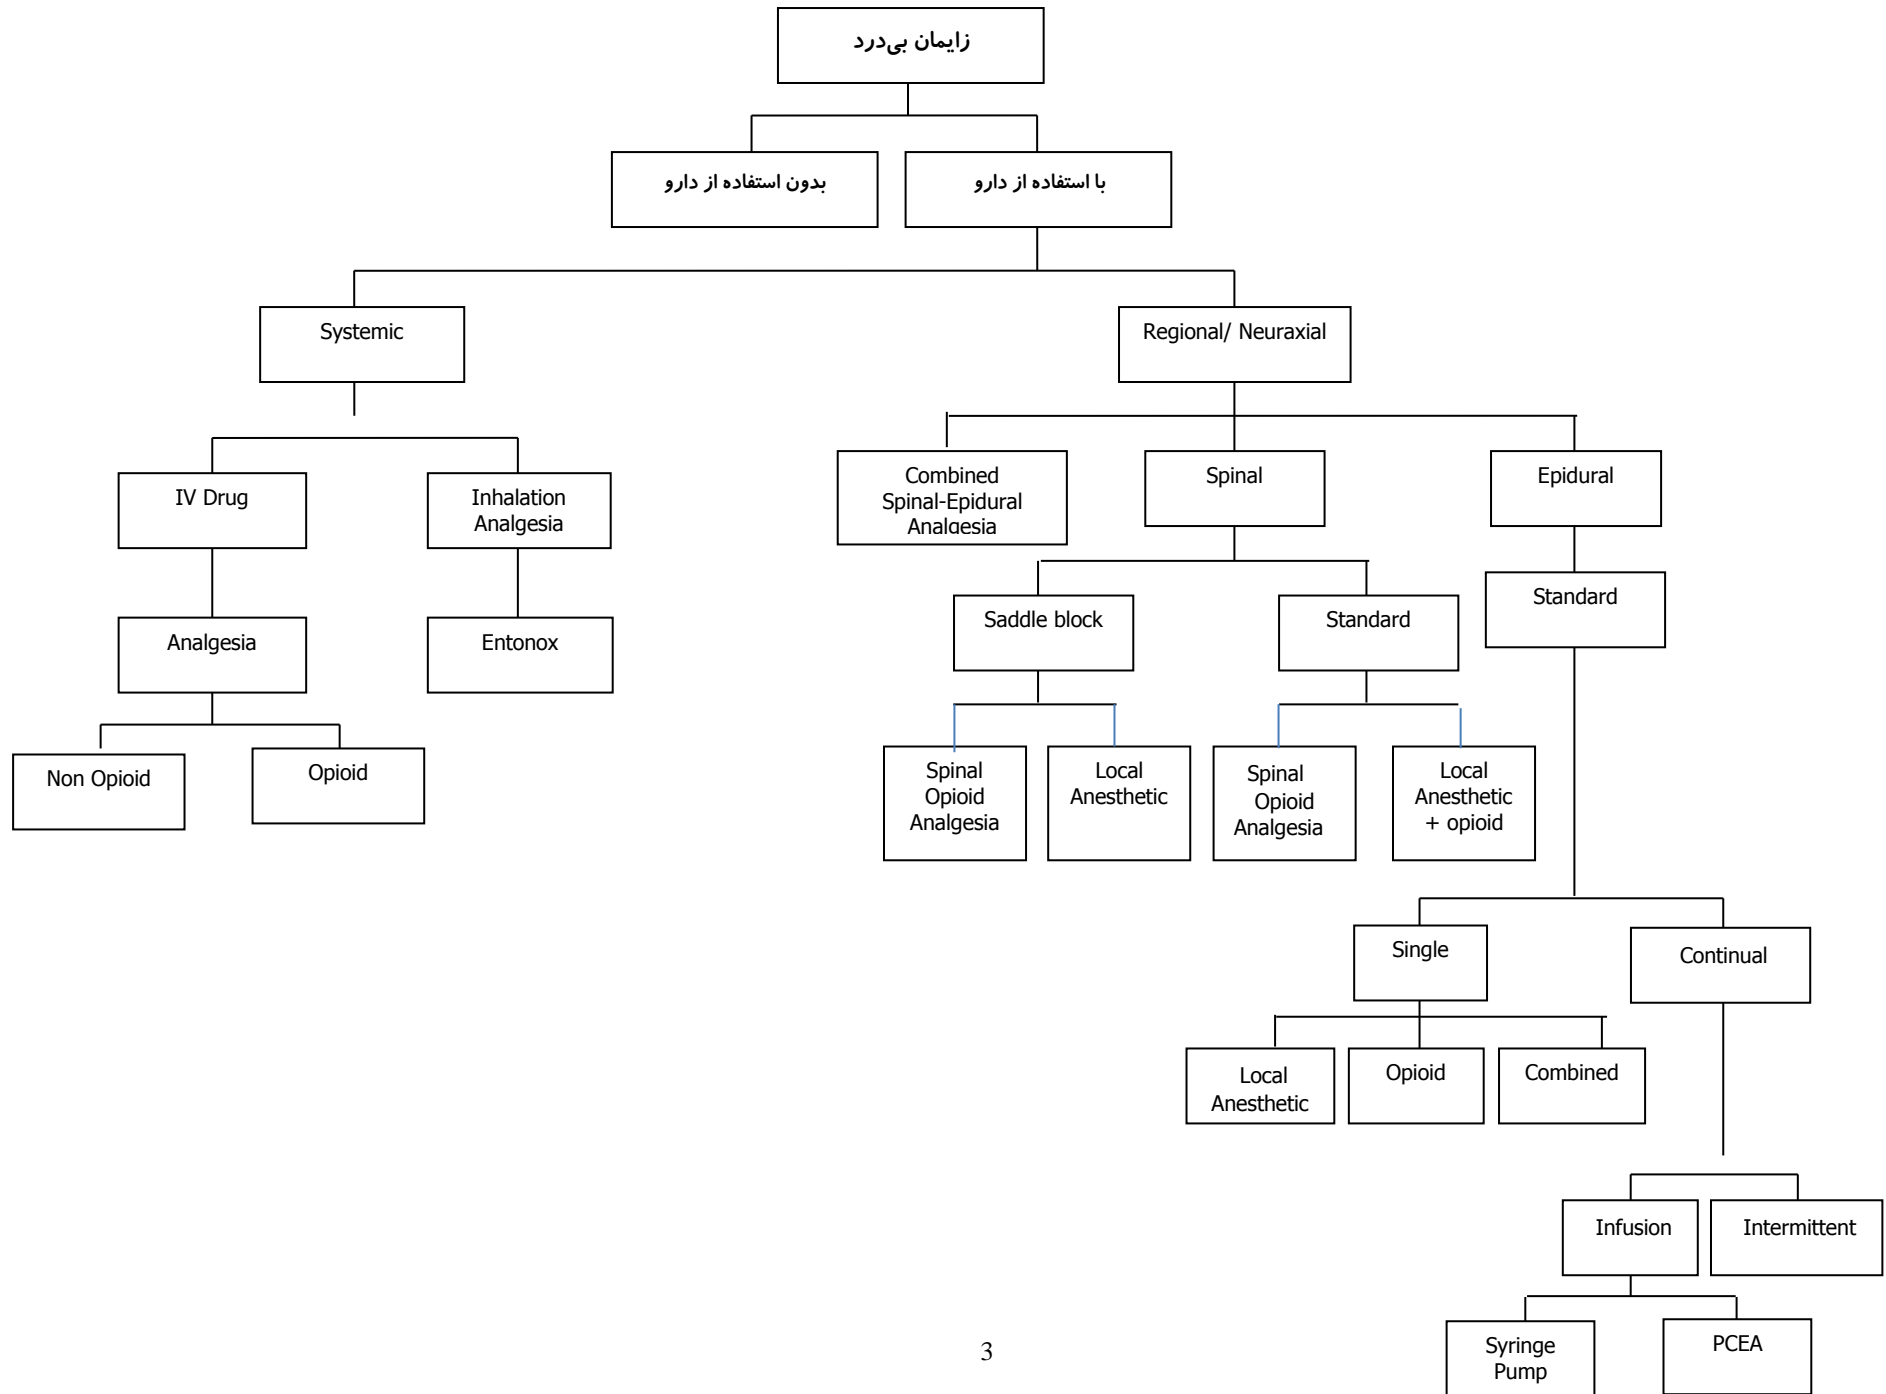 زایمان بی‌درد
بدون استفاده از دارو
با استفاده از دارو
Systemic
Regional/ Neuraxial
IV Drug
Inhalation
Analgesia
Combined
Spinal-Epidural
Analgesia
Spinal
Epidural
Standard
Saddle block
Standard
Analgesia
Entonox
Non Opioid
Opioid
Spinal
Opioid
Analgesia
Local
Anesthetic
Spinal
Opioid
Analgesia
Local
Anesthetic
+ opioid
Single
Continual
Local
Anesthetic
Opioid
Combined
Infusion
Intermittent
Syringe
Pump
PCEA
3